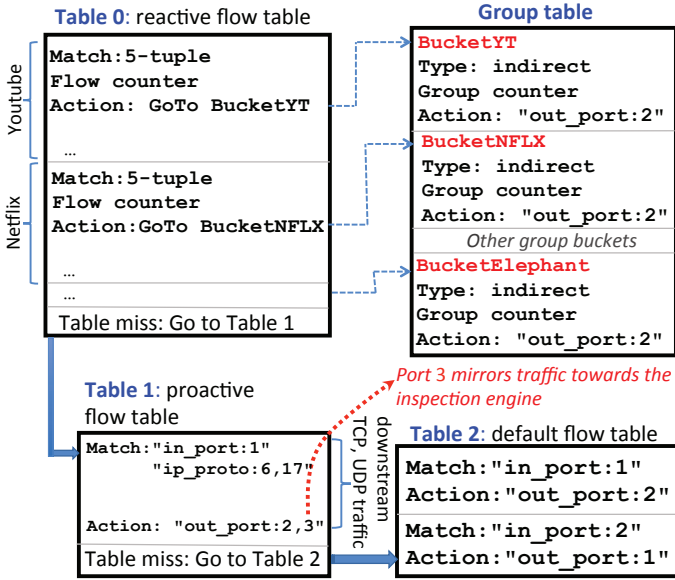 Table 0: reactive flow table
Youtube
Match:5-tuple
Flow counter
Action: GoTo BucketYT
...
Netflix
Match:5-tuple
Flow counter
Action:GoTo BucketNFLX
...
...
Table miss: Go to Table 1
Group table
BucketYT
Type: indirect
Group counter
Action: "out_port:2"
BucketNFLX
Type: indirect
Group counter
Action: "out_port:2"
Other group buckets
BucketElephant
Type: indirect
Group counter
Action: "out_port:2"
Port 3 mirrors traffic towards the
inspection engine
Table 1: proactive
flow table
Match:"in_port:1"
"ip_proto:6,17"
Action: "out_port:2,3"
Table miss: Go to Table 2
downstream
TCP, UDP traffic
Table 2: default flow table
Match:"in_port:1"
Action:"out_port:2"
Match:"in_port:2"
Action:"out_port:1"